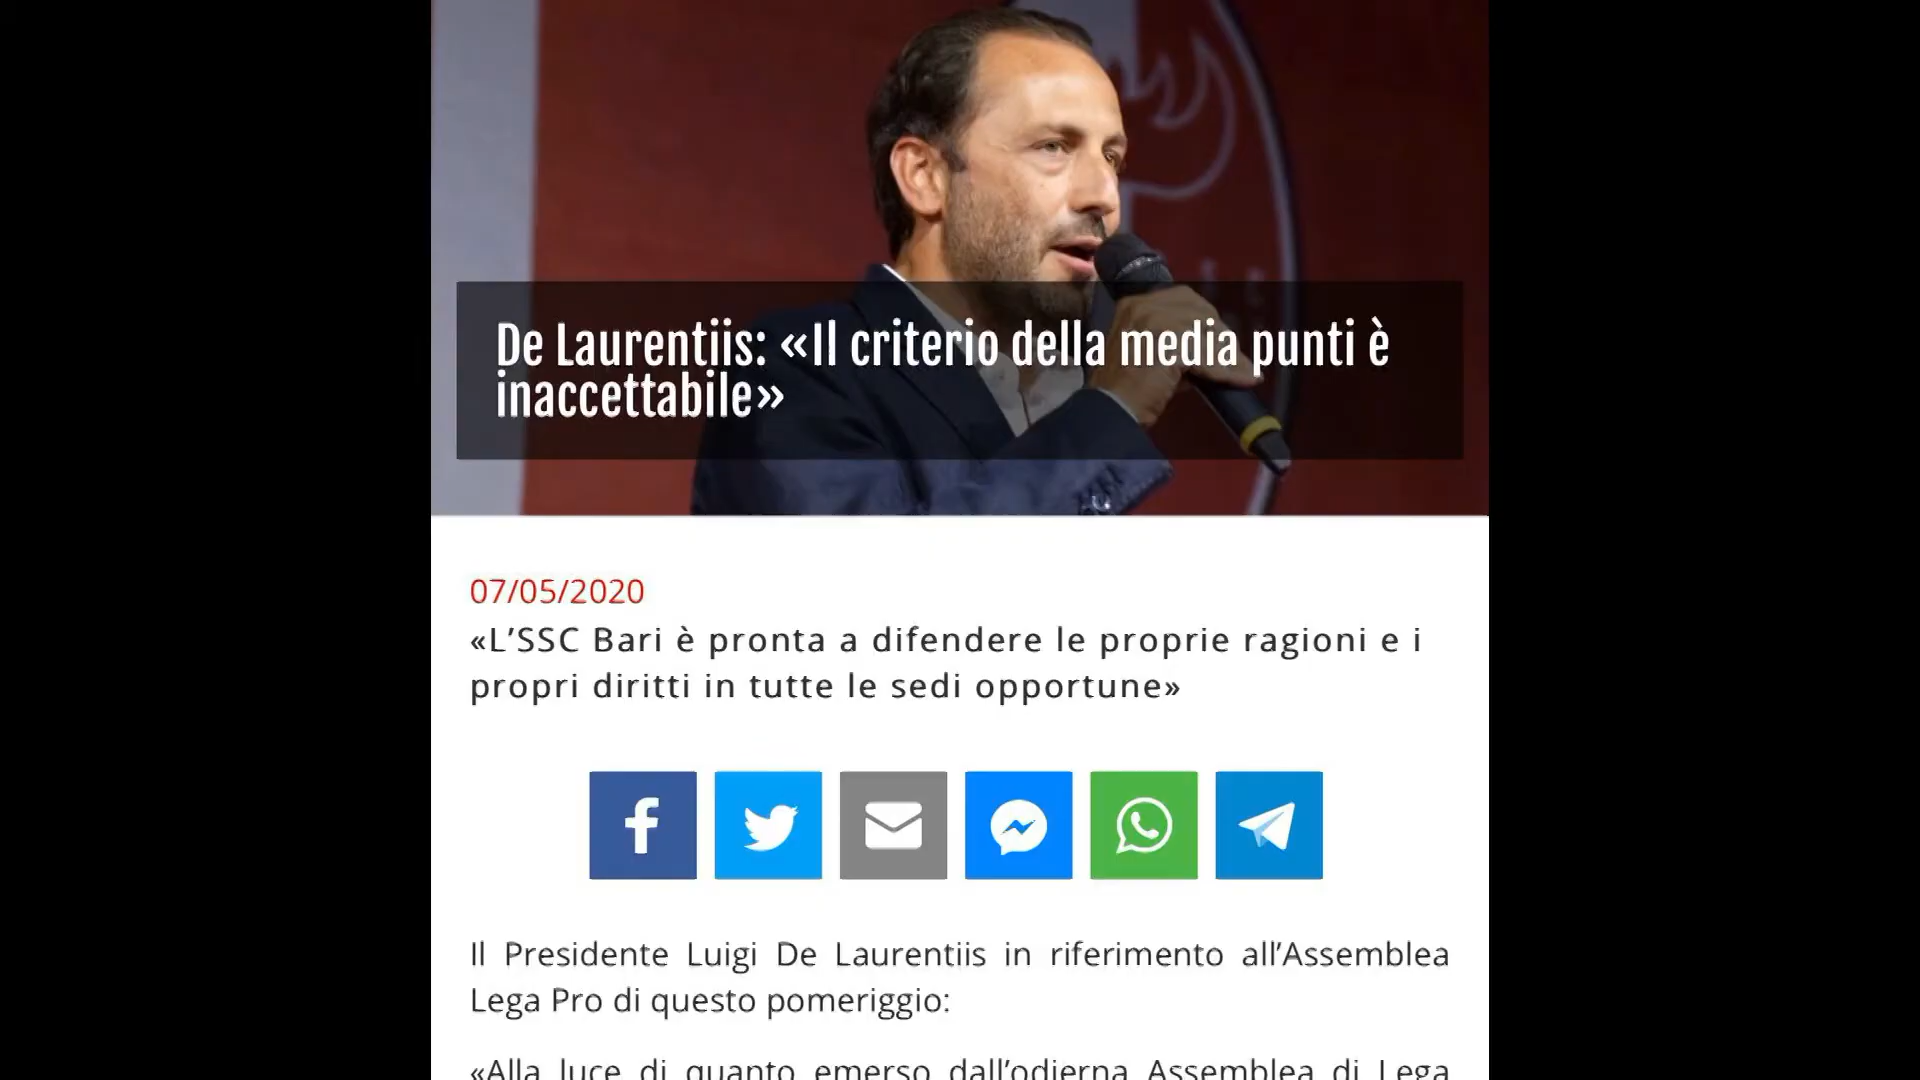 De Laurentiis: «Il criterio della media punti è
inaccettabile»
07/05/2020
«L’SSC Bari è pronta a difendere le proprie ragioni e i
propri diritti in tutte le sedi opportune»
Il Presidente Luigi De Laurentiis in riferimento all’Assemblea
Lega Pro di questo pomeriggio:
«Alla luce di quanto emerso dall’odierna Assemblea di Lega